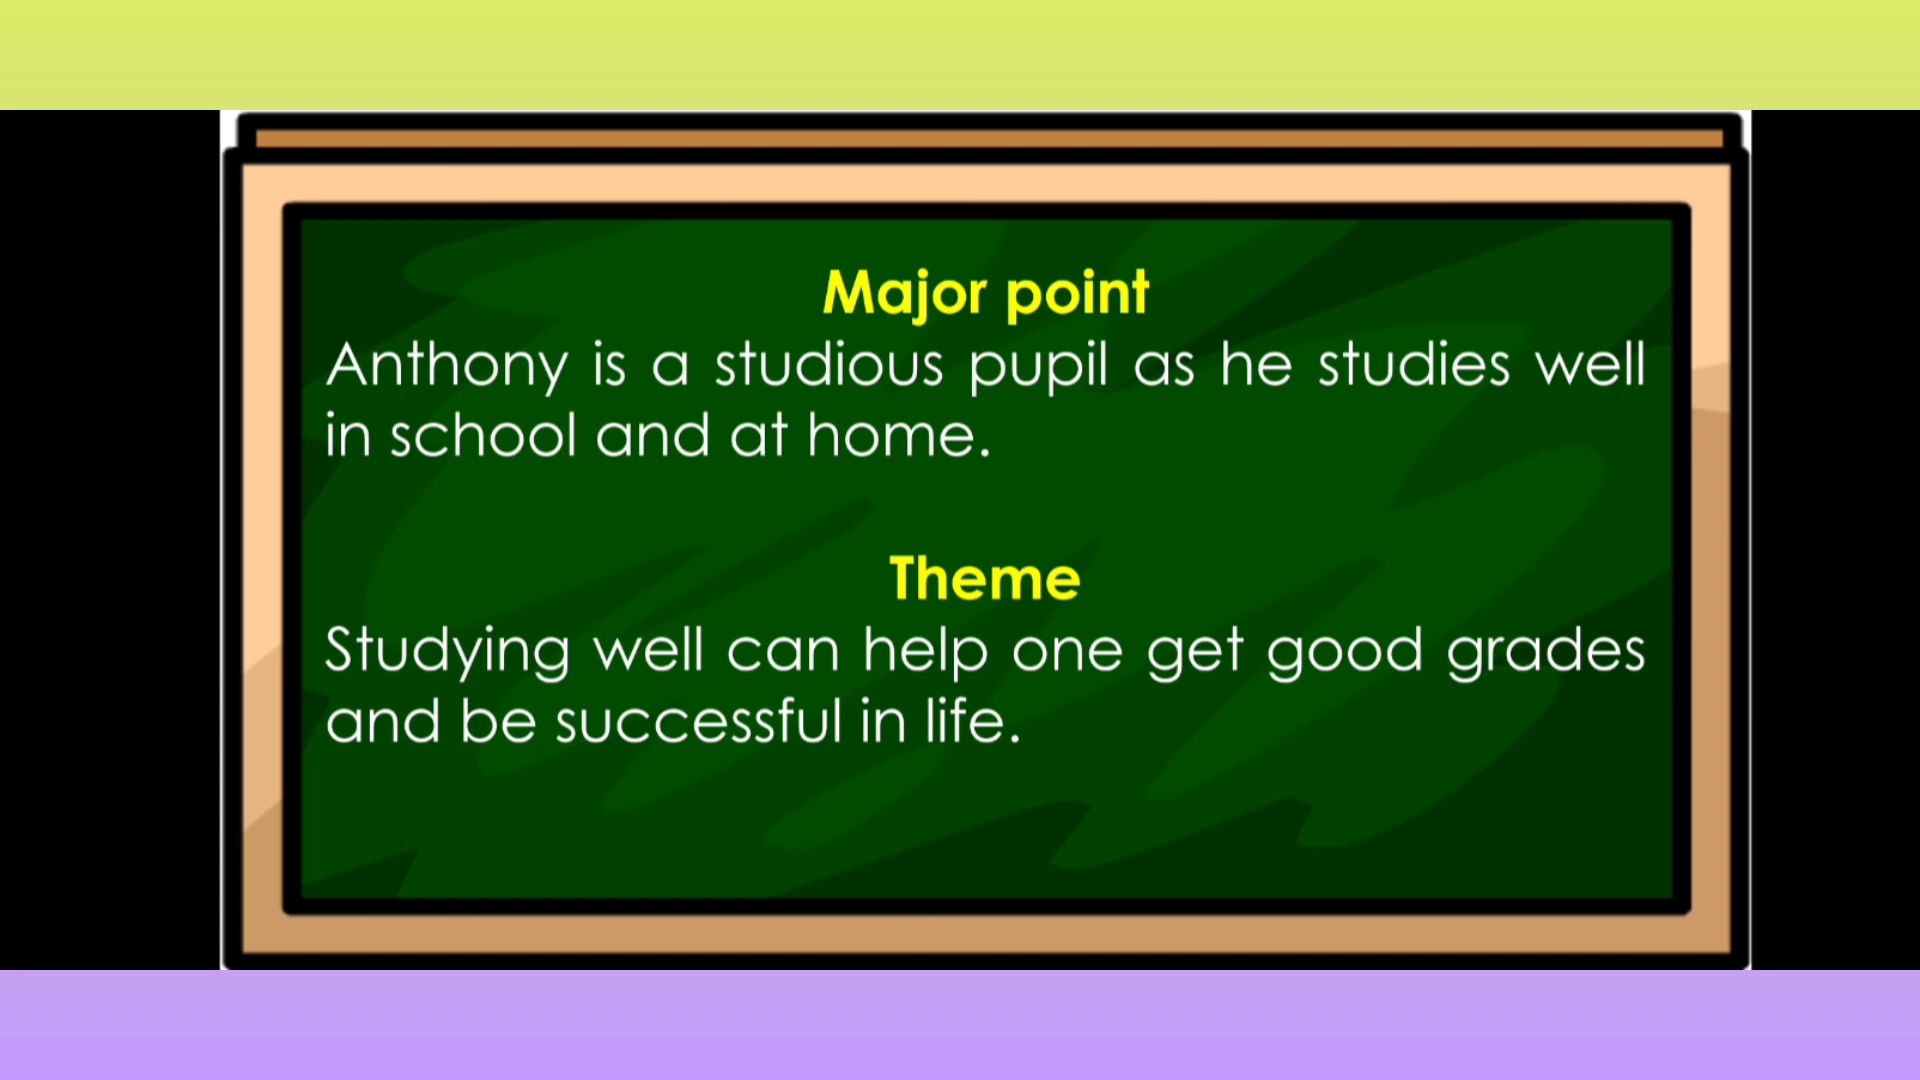 Major point
Anthony is a studious pupil as he studies well
in school and at home.
Theme
Studying well can help one get good grades
and be successful in life.